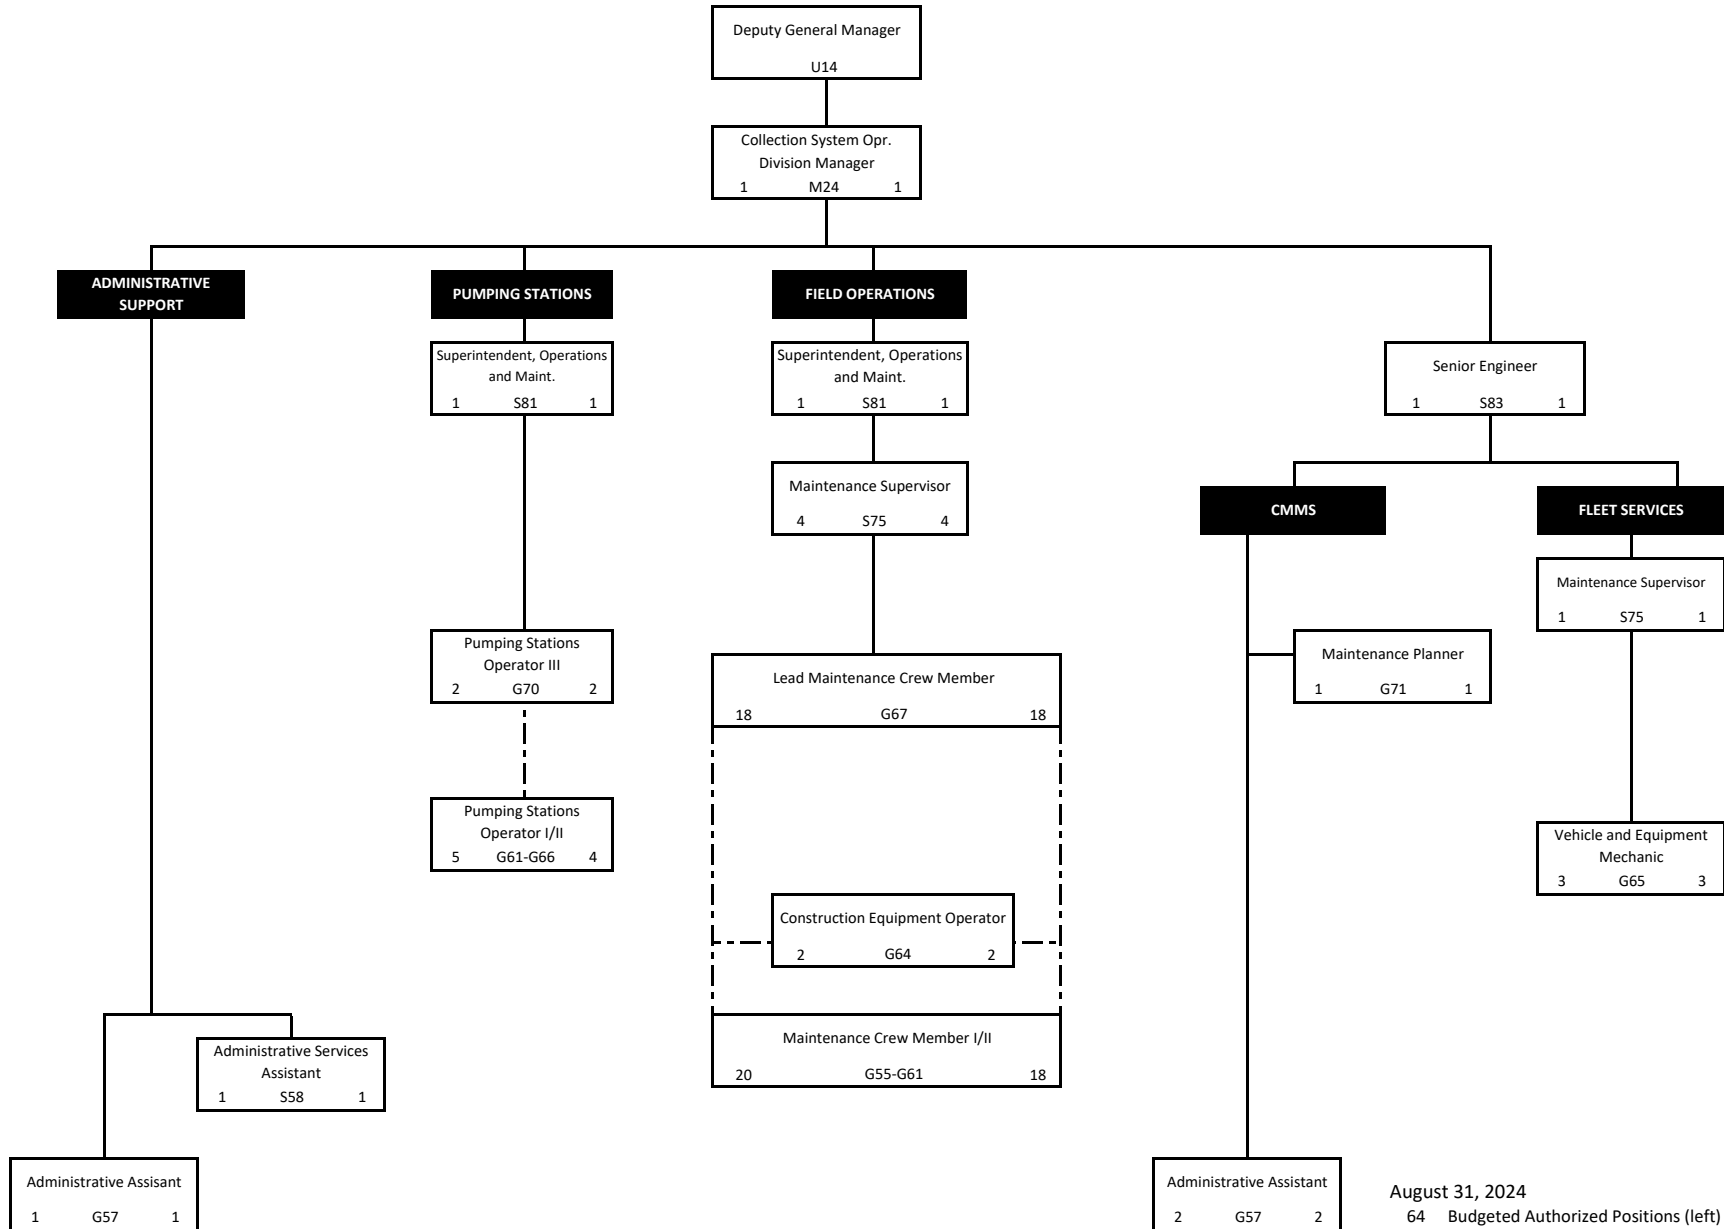 Deputy General Manager
U14
Collection System Opr.
Division Manager
1 M24 1
ADMINISTRATIVE
SUPPORT
PUMPING STATIONS
FIELD OPERATIONS
Superintendent, Operations
and Maint.
1 S81 1
Superintendent, Operations
and Maint.
1 S81 1
Senior Engineer
1 S83 1
Maintenance Supervisor
4 S75 4
CMMS
FLEET SERVICES
Maintenance Supervisor
1 S75 1
Pumping Stations
Operator III
2 G70 2
Lead Maintenance Crew Member
18 G67 18
Maintenance Planner
1 G71 1
Pumping Stations
Operator I/II
5 G61-G66 4
Vehicle and Equipment
Mechanic
3 G65 3
Construction Equipment Operator
2 G64 2
Maintenance Crew Member I/II
20 G55-G61 18
Administrative Services
Assistant
1 S58 1
Administrative Assisant
1 G57 1
Administrative Assistant
2 G57 2
August 31, 2024
64 Budgeted Authorized Positions (left)